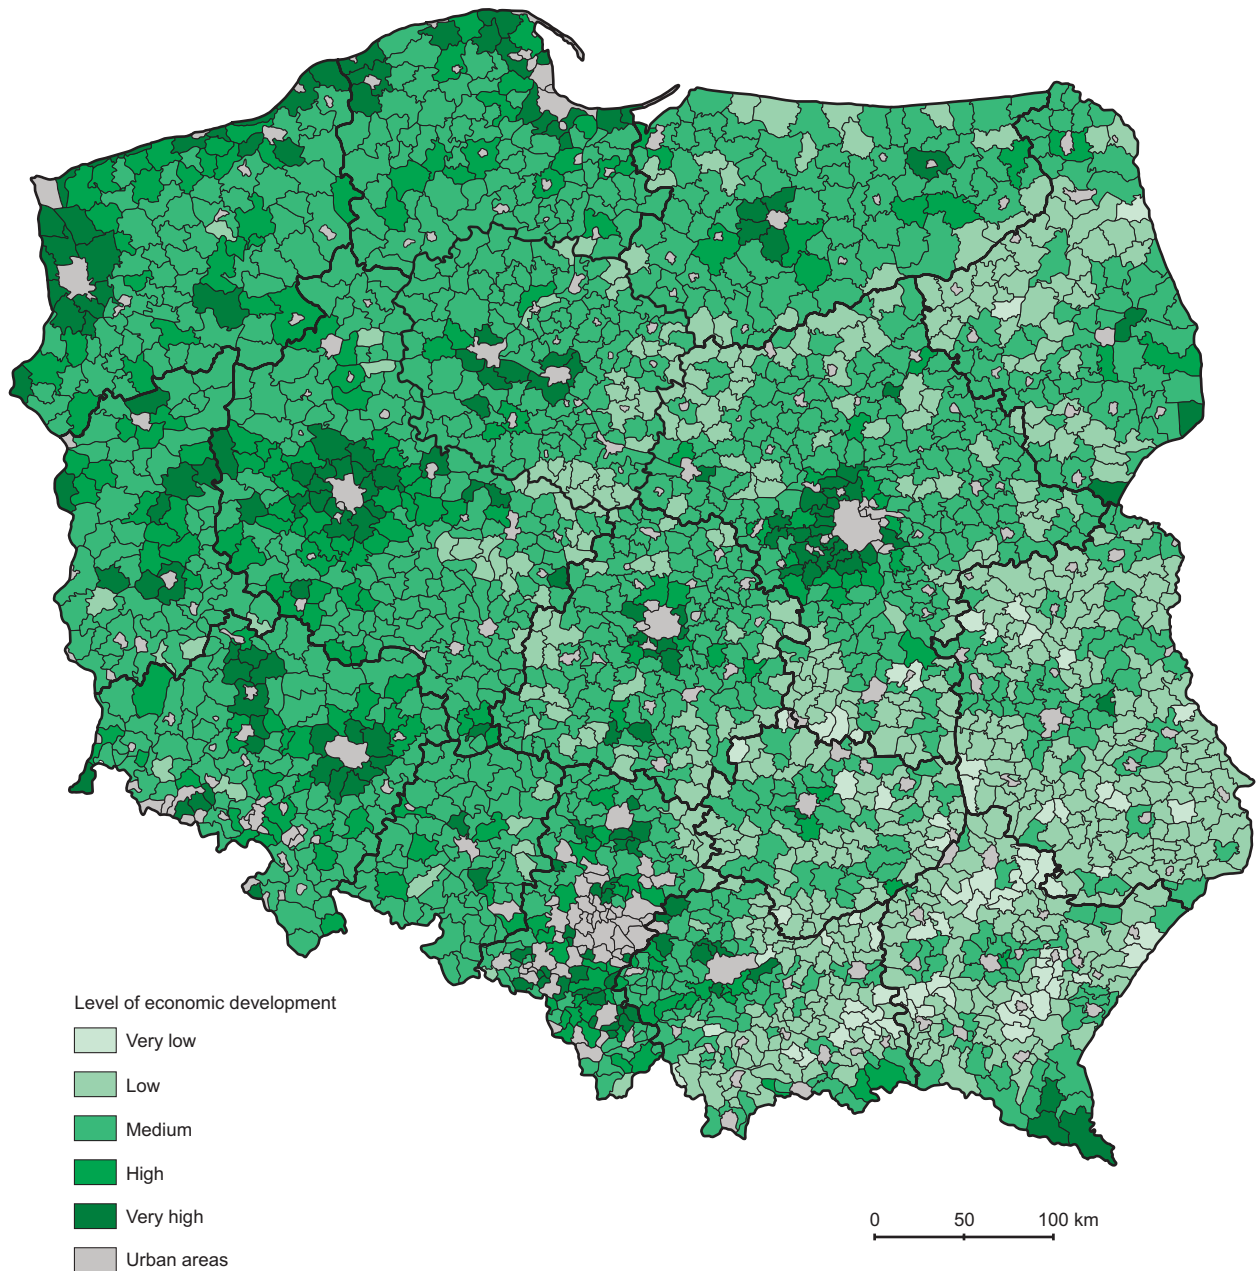 Level of economic development
Very low
Low
Medium
High
Very high
Urban areas
0 50 100 km